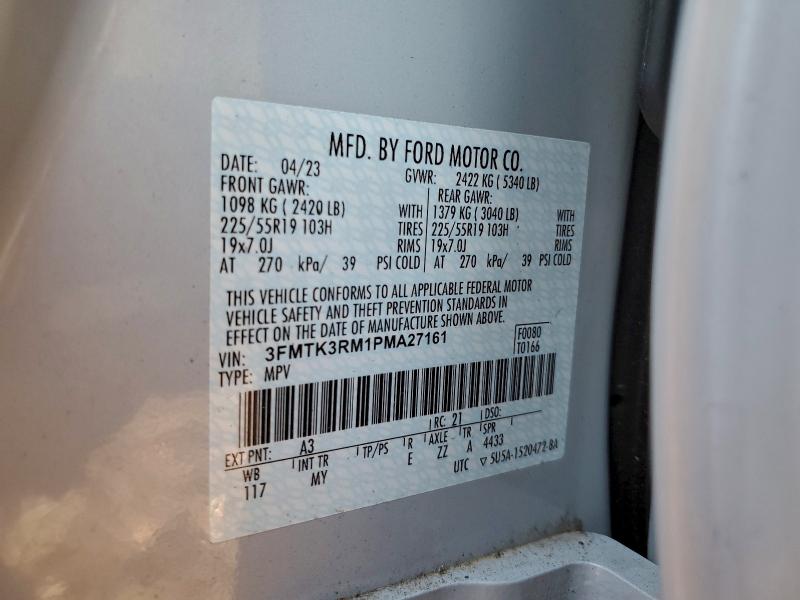 MFD. BY FORD MOTOR CO.
DATE: 04/23 GVWR: 2422 KG ( 5340 LB)
FRONT GAWR: REAR GAWR:
1098 KG ( 2420 LB) WITH 1379 KG ( 3040 LB) WITH
225/55R19 103H TIRES 225/55R19 103H TIRES
19x7.0J RIMS 19x7.0J RIMS
AT 270 kPa/ 39 PSI COLD AT 270 kPa/ 39 PSI COLD
THIS VEHICLE CONFORMS TO ALL APPLICABLE FEDERAL MOTOR
VEHICLE SAFETY AND THEFT PREVENTION STANDARDS IN
EFFECT ON THE DATE OF MANUFACTURE SHOWN ABOVE.
VIN: 3FMTK3RM1PMA27161 F0080
TYPE: MPV T0166
EXT PNT: A3 RC: 21 DSO:
WB INT TR TP/PS R AXLE TR SPR
117 MY E ZZ A 4433
UTC ▽ 5U5A-1520472-BA